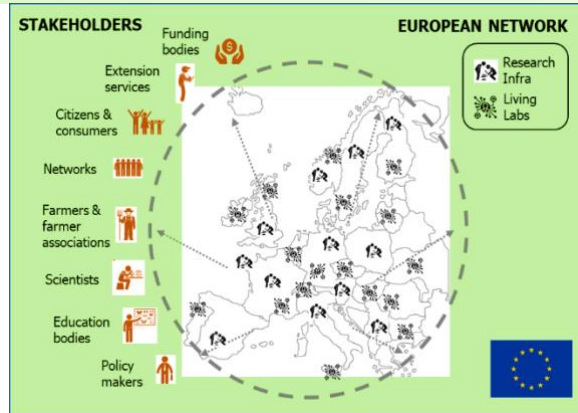 STAKEHOLDERS
EUROPEAN NETWORK
Funding
bodies
Extension
services
Citizens &
consumers
Networks
Farmers &
farmer
associations
Scientists
Education
bodies
Policy
makers
Research
Infra
Living
Labs